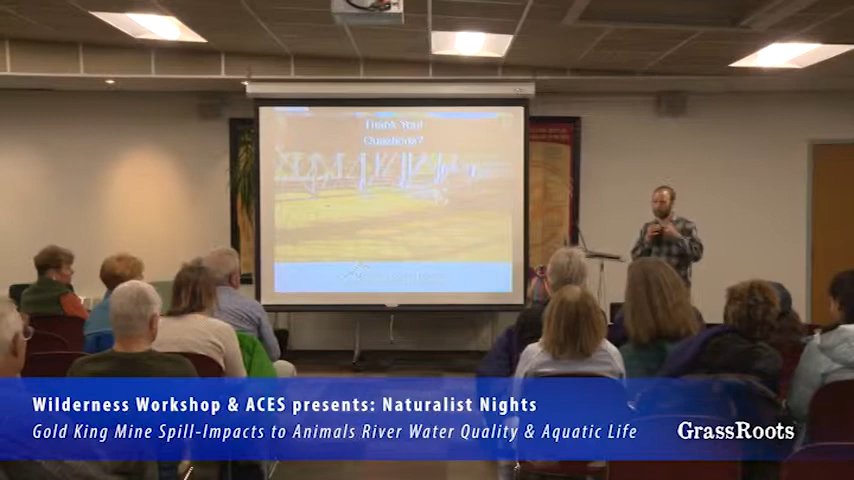 Thank You!
Questions?
Wilderness Workshop & ACES presents: Naturalist Nights
Gold King Mine Spill-Impacts to Animals River Water Quality & Aquatic Life
GrassRoots